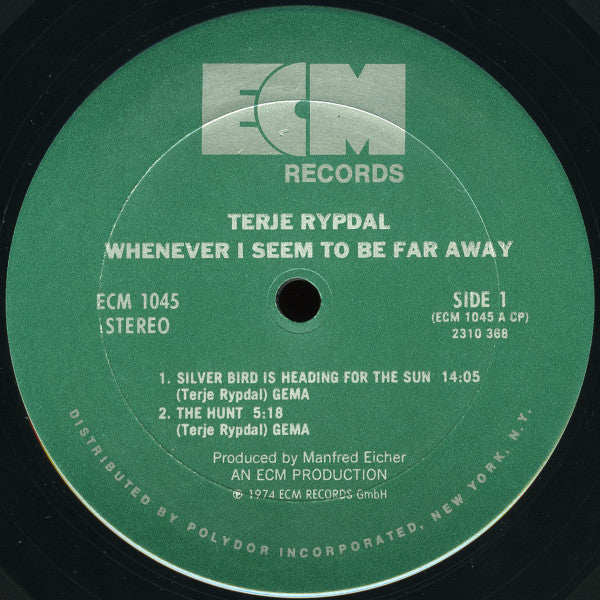 ECM
RECORDS
TERJE RYPDAL
WHENEVER I SEEM TO BE FAR AWAY
ECM 1045
STEREO
SIDE 1
(ECM 1045 A CP)
2310 368
1. SILVER BIRD IS HEADING FOR THE SUN 14:05
(Terje Rypdal) GEMA
2. THE HUNT 5:18
(Terje Rypdal) GEMA
Produced by Manfred Eicher
AN ECM PRODUCTION
℗ 1974 ECM RECORDS GmbH
DISTRIBUTED BY POLYDOR INCORPORATED, NEW YORK, N.Y.